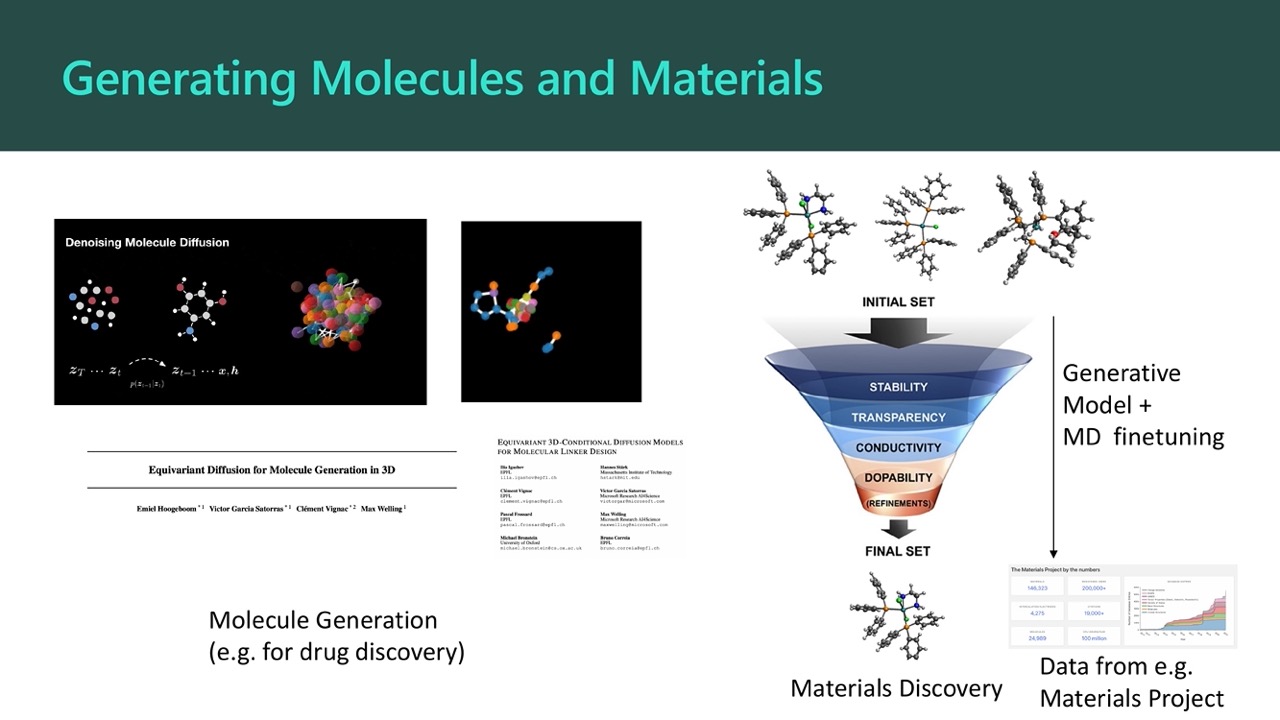 Generating Molecules and Materials
Denoising Molecule Diffusion
z_T ··· z_t
z_{t-1} ··· x, h
p(z_{t-1}|z_t)
Equivariant Diffusion for Molecule Generation in 3D
Emiel Hoogeboom *1 Victor Garcia Satorras *1 Clément Vignac *2 Max Welling 1
EQUIVARIANT 3D-CONDITIONAL DIFFUSION MODELS
FOR MOLECULAR LINKER DESIGN
Ilia Igashov
EPFL
ilia.igashov@epfl.ch
Hannes Stärk
Massachusetts Institute of Technology
hstark@mit.edu
Clément Vignac
EPFL
clement.vignac@epfl.ch
Victor Garcia Satorras
Microsoft Research AI4Science
victorgar@microsoft.com
Pascal Frossard
EPFL
pascal.frossard@epfl.ch
Max Welling
Microsoft Research AI4Science
maxwelling@microsoft.com
Michael Bronstein
University of Oxford
michael.bronstein@cs.ox.ac.uk
Bruno Correia
EPFL
bruno.correia@epfl.ch
Molecule Generation
(e.g. for drug discovery)
INITIAL SET
STABILITY
TRANSPARENCY
CONDUCTIVITY
DOPABILITY
(REFINEMENTS)
FINAL SET
Materials Discovery
Generative
Model +
MD finetuning
The Materials Project by the numbers
MATERIALS
146,323
200,000+
4,275
CITATIONS
19,000+
MOLECULES
24,989
100 million
Data from e.g.
Materials Project